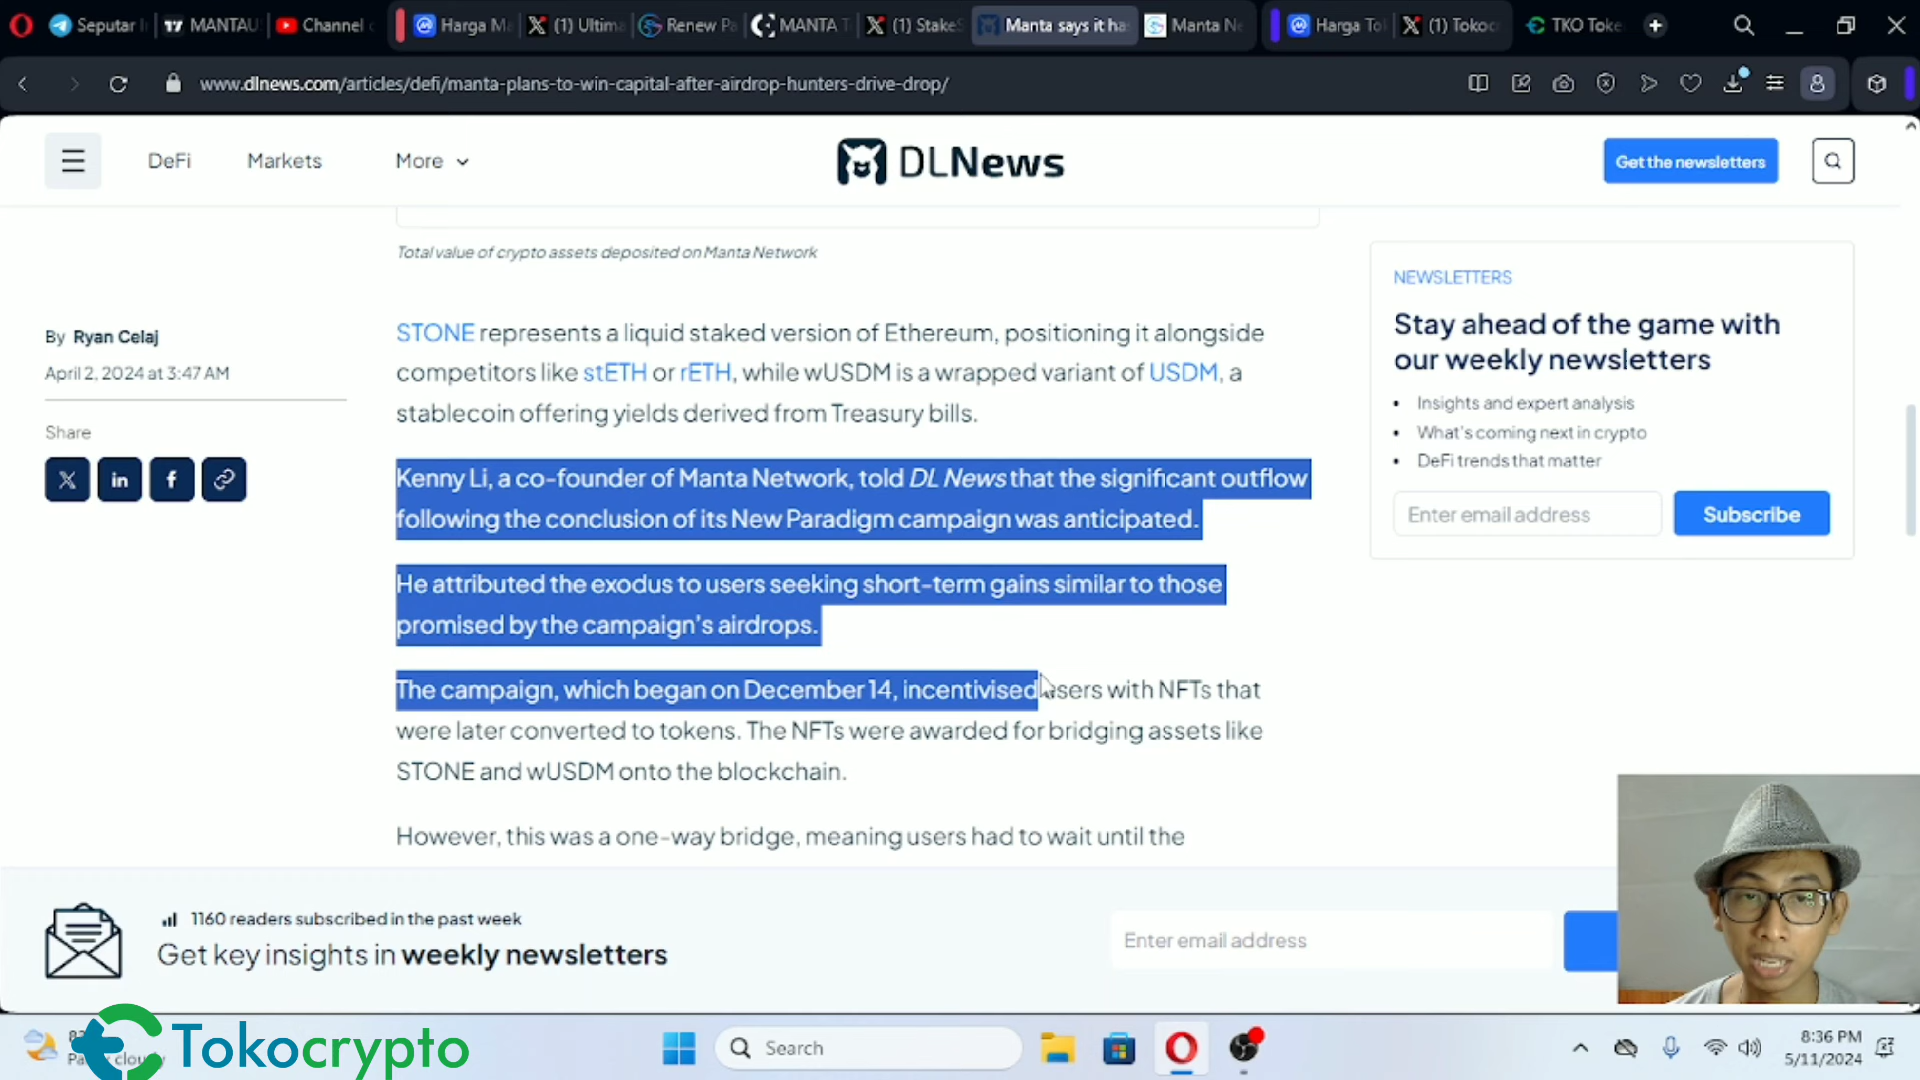 Seputar
MANTAU
Channel
Harga M
(1) Ultima
Renew Pa
MANTA T
(1) StakeS
Manta says it ha
Manta Ne
Harga To
(1) Tokoc
TKO Toke
www.dlnews.com/articles/defi/manta-plans-to-win-capital-after-airdrop-hunters-drive-drop/
DeFi
Markets
More
DLNews
Get the newsletters
Total value of crypto assets deposited on Manta Network
By Ryan Celaj
April 2, 2024 at 3:47 AM
Share
STONE represents a liquid staked version of Ethereum, positioning it alongside
competitors like stETH or rETH, while wUSDM is a wrapped variant of USDM, a
stablecoin offering yields derived from Treasury bills.
Kenny Li, a co-founder of Manta Network, told DL News that the significant outflow
following the conclusion of its New Paradigm campaign was anticipated.
He attributed the exodus to users seeking short-term gains similar to those
promised by the campaign's airdrops.
The campaign, which began on December 14, incentivised users with NFTs that
were later converted to tokens. The NFTs were awarded for bridging assets like
STONE and wUSDM onto the blockchain.
However, this was a one-way bridge, meaning users had to wait until the
NEWSLETTERS
Stay ahead of the game with
our weekly newsletters
• Insights and expert analysis
• What's coming next in crypto
• DeFi trends that matter
Enter email address
Subscribe
1160 readers subscribed in the past week
Get key insights in weekly newsletters
Enter email address
Tokocrypto
Search
8:36 PM
5/11/2024